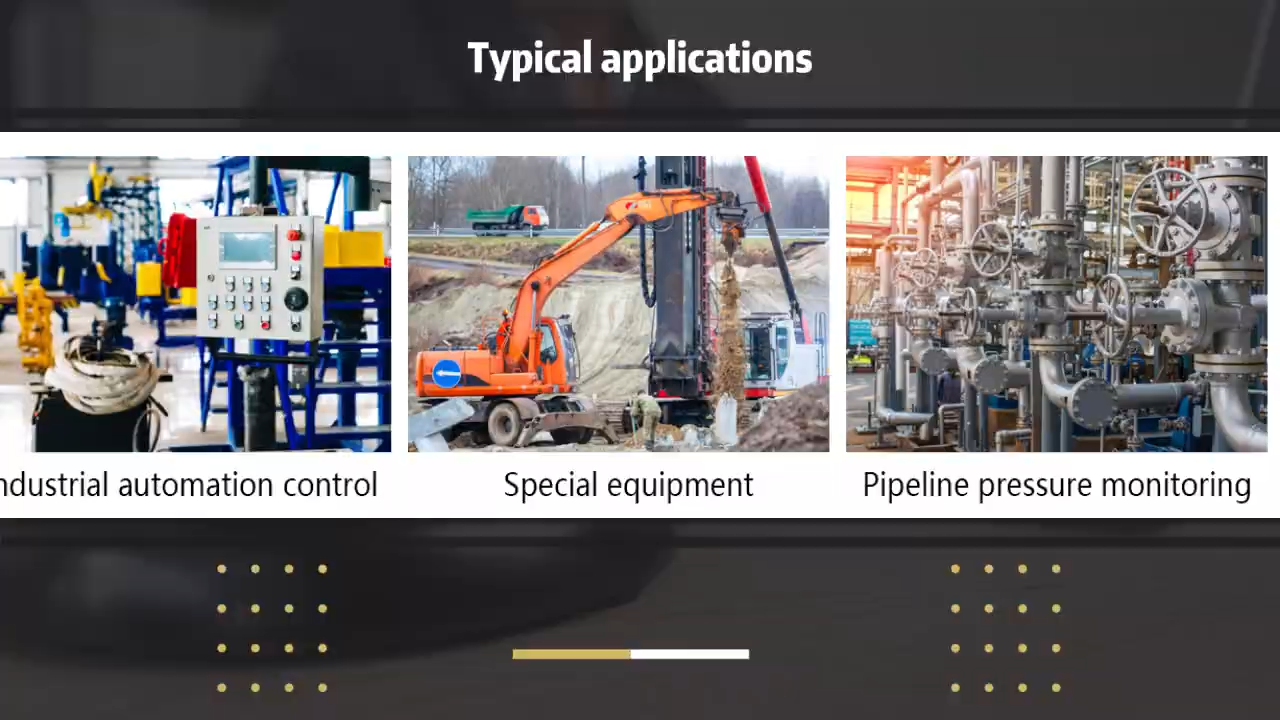 Typical applications
ndustrial automation control
Special equipment
Pipeline pressure monitoring